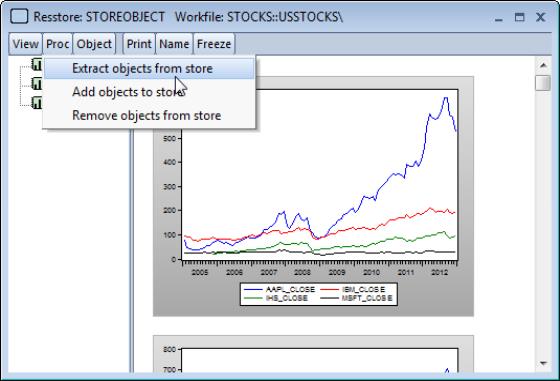 Resstore: STOREOBJECT Workfile: STOCKS::USSTOCKS\
View Proc Object Print Name Freeze
Extract objects from store
Add objects to store
Remove objects from store
500
400
300
200
100
0
2005 2006 2007 2008 2009 2010 2011 2012
AAPL_CLOSE IBM_CLOSE
IHS_CLOSE MSFT_CLOSE
800
700